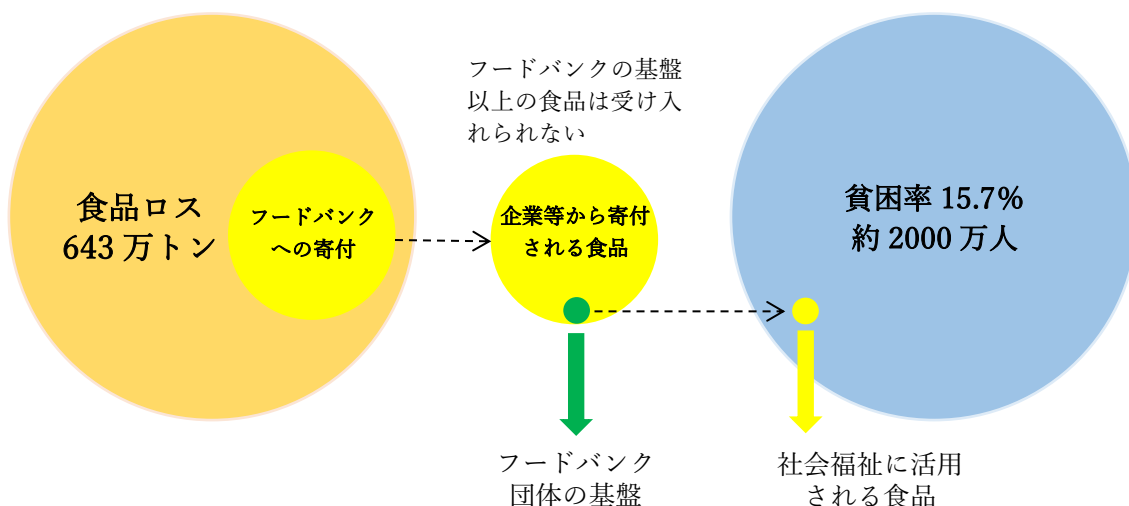 フードバンクの基盤
以上の食品は受け入
れられない
食品ロス
643 万トン
フードバンク
への寄付
企業等から寄付
される食品
貧困率 15.7%
約 2000 万人
フードバンク
団体の基盤
社会福祉に活用
される食品